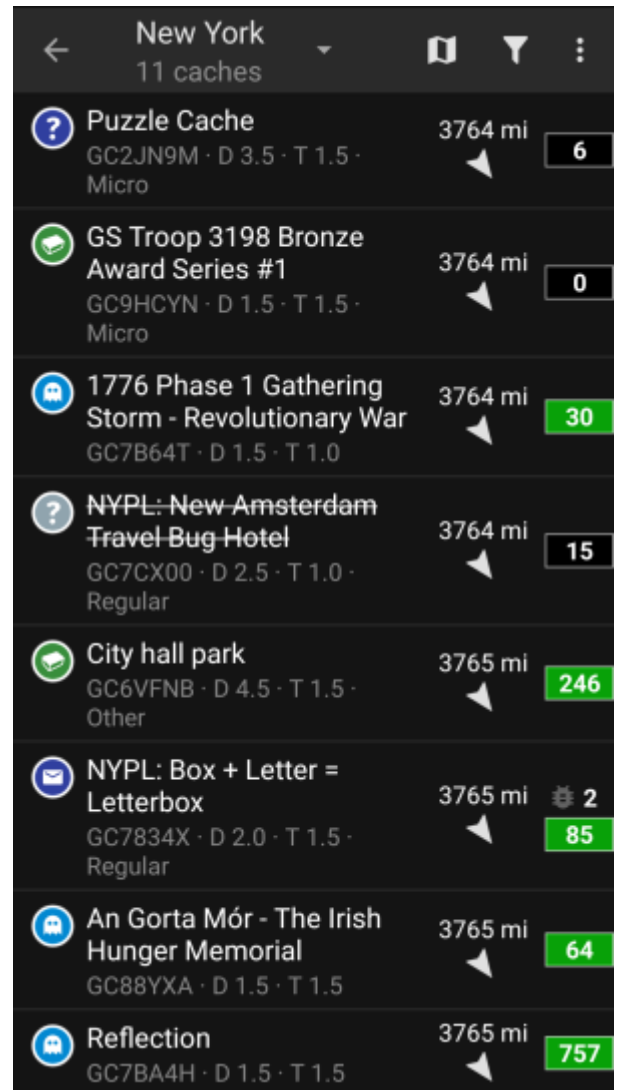 New York
11 caches
Puzzle Cache
3764 mi
6
GC2JN9M · D 3.5 · T 1.5 ·
Micro
GS Troop 3198 Bronze
Award Series #1
3764 mi
0
GC9HCYN · D 1.5 · T 1.5 ·
Micro
1776 Phase 1 Gathering
Storm - Revolutionary War
3764 mi
30
GC7B64T · D 1.5 · T 1.0
NYPL: New Amsterdam
Travel Bug Hotel
3764 mi
15
GC7CX00 · D 2.5 · T 1.0 ·
Regular
City hall park
3765 mi
246
GC6VFNB · D 4.5 · T 1.5 ·
Other
NYPL: Box + Letter =
Letterbox
3765 mi
2
85
GC7834X · D 2.0 · T 1.5 ·
Regular
An Gorta Mór - The Irish
Hunger Memorial
3765 mi
64
GC88YXA · D 1.5 · T 1.5
Reflection
3765 mi
757
GC7BA4H · D 1.5 · T 1.5